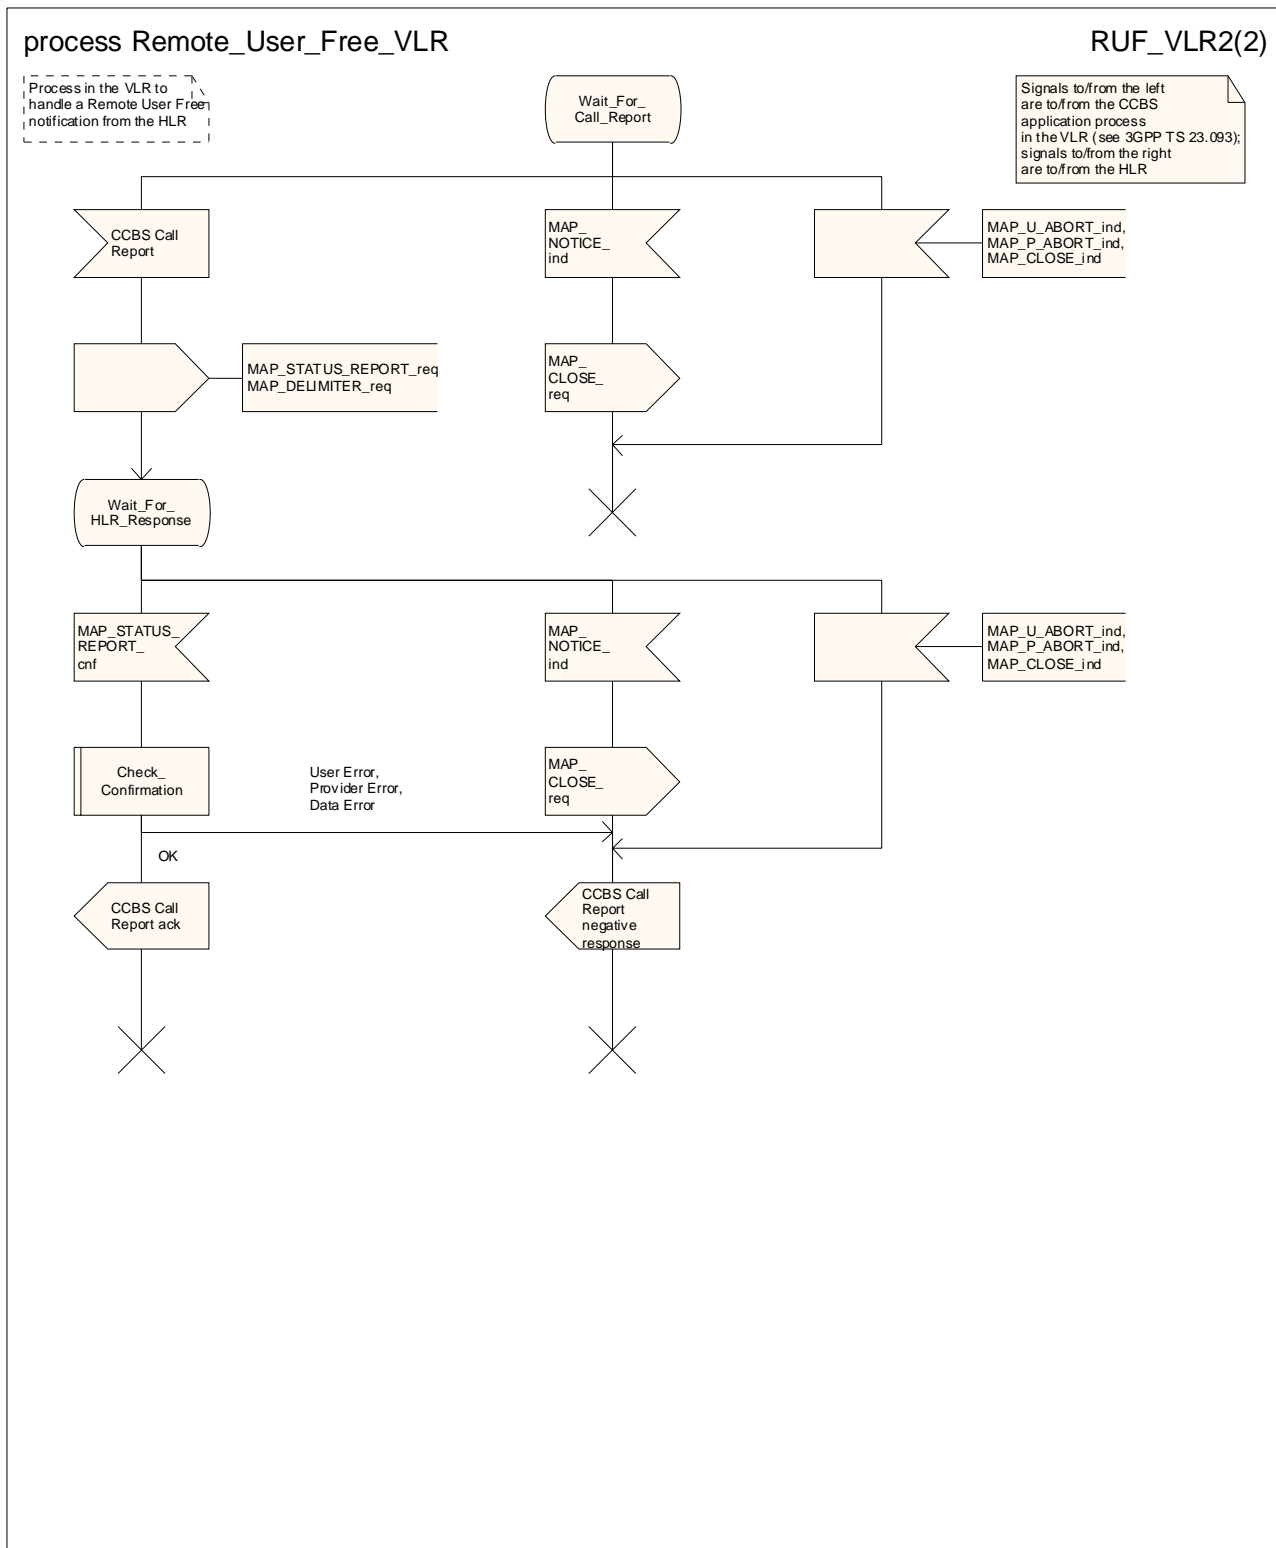 process Remote_User_Free_VLR
RUF_VLR2(2)
Process in the VLR to
handle a Remote User Free
notification from the HLR
Wait_For_
Call_Report
Signals to/from the left
are to/from the CCBS
application process
in the VLR (see 3GPP TS 23.093);
signals to/from the right
are to/from the HLR
CCBS Call
Report
MAP_
NOTICE_
ind
MAP_U_ABORT_ind,
MAP_P_ABORT_ind,
MAP_CLOSE_ind
MAP_STATUS_REPORT_req
MAP_DELIMITER_req
MAP_
CLOSE_
req
Wait_For_
HLR_Response
MAP_STATUS_
REPORT_
cnf
MAP_
NOTICE_
ind
MAP_U_ABORT_ind,
MAP_P_ABORT_ind,
MAP_CLOSE_ind
Check_
Confirmation
User Error,
Provider Error,
Data Error
MAP_
CLOSE_
req
OK
CCBS Call
Report ack
CCBS Call
Report
negative
response